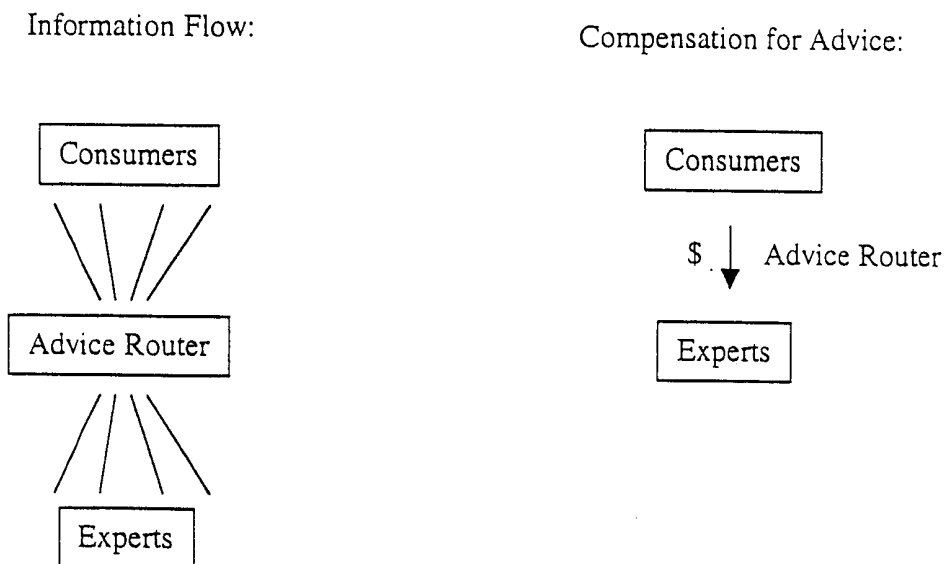 Information Flow:
Consumers
Advice Router
Experts
Compensation for Advice:
Consumers
$ Advice Router
Experts